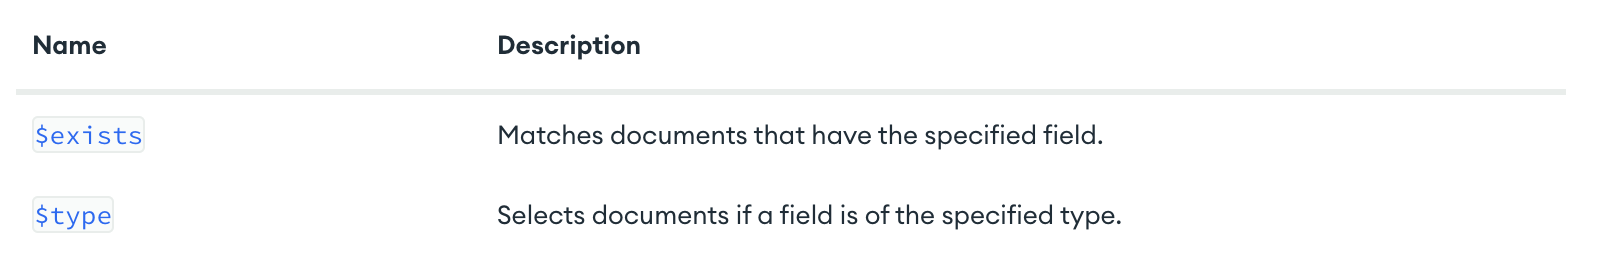 Name Description
$exists Matches documents that have the specified field.
$type Selects documents if a field is of the specified type.